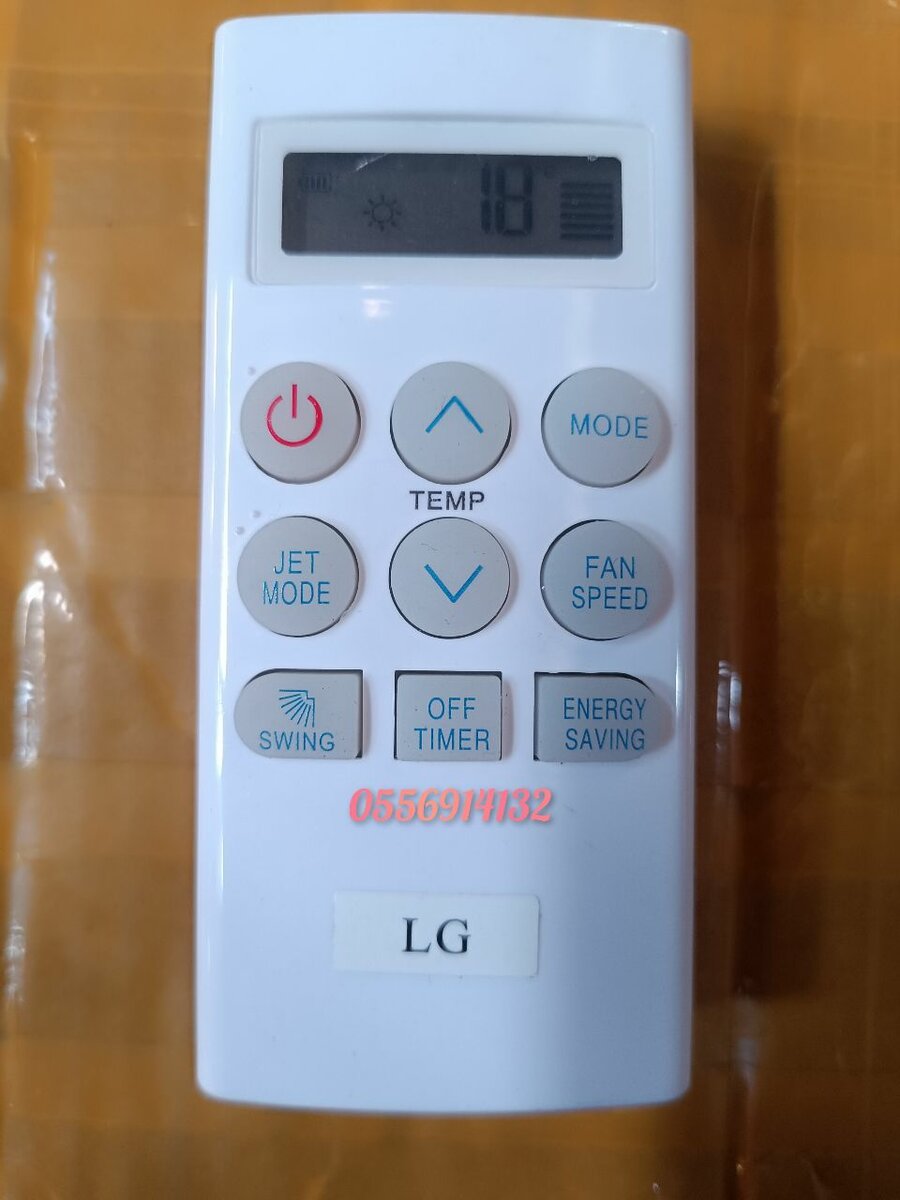 18
MODE
TEMP
JET
MODE
FAN
SPEED
SWING
OFF
TIMER
ENERGY
SAVING
0556914132
LG